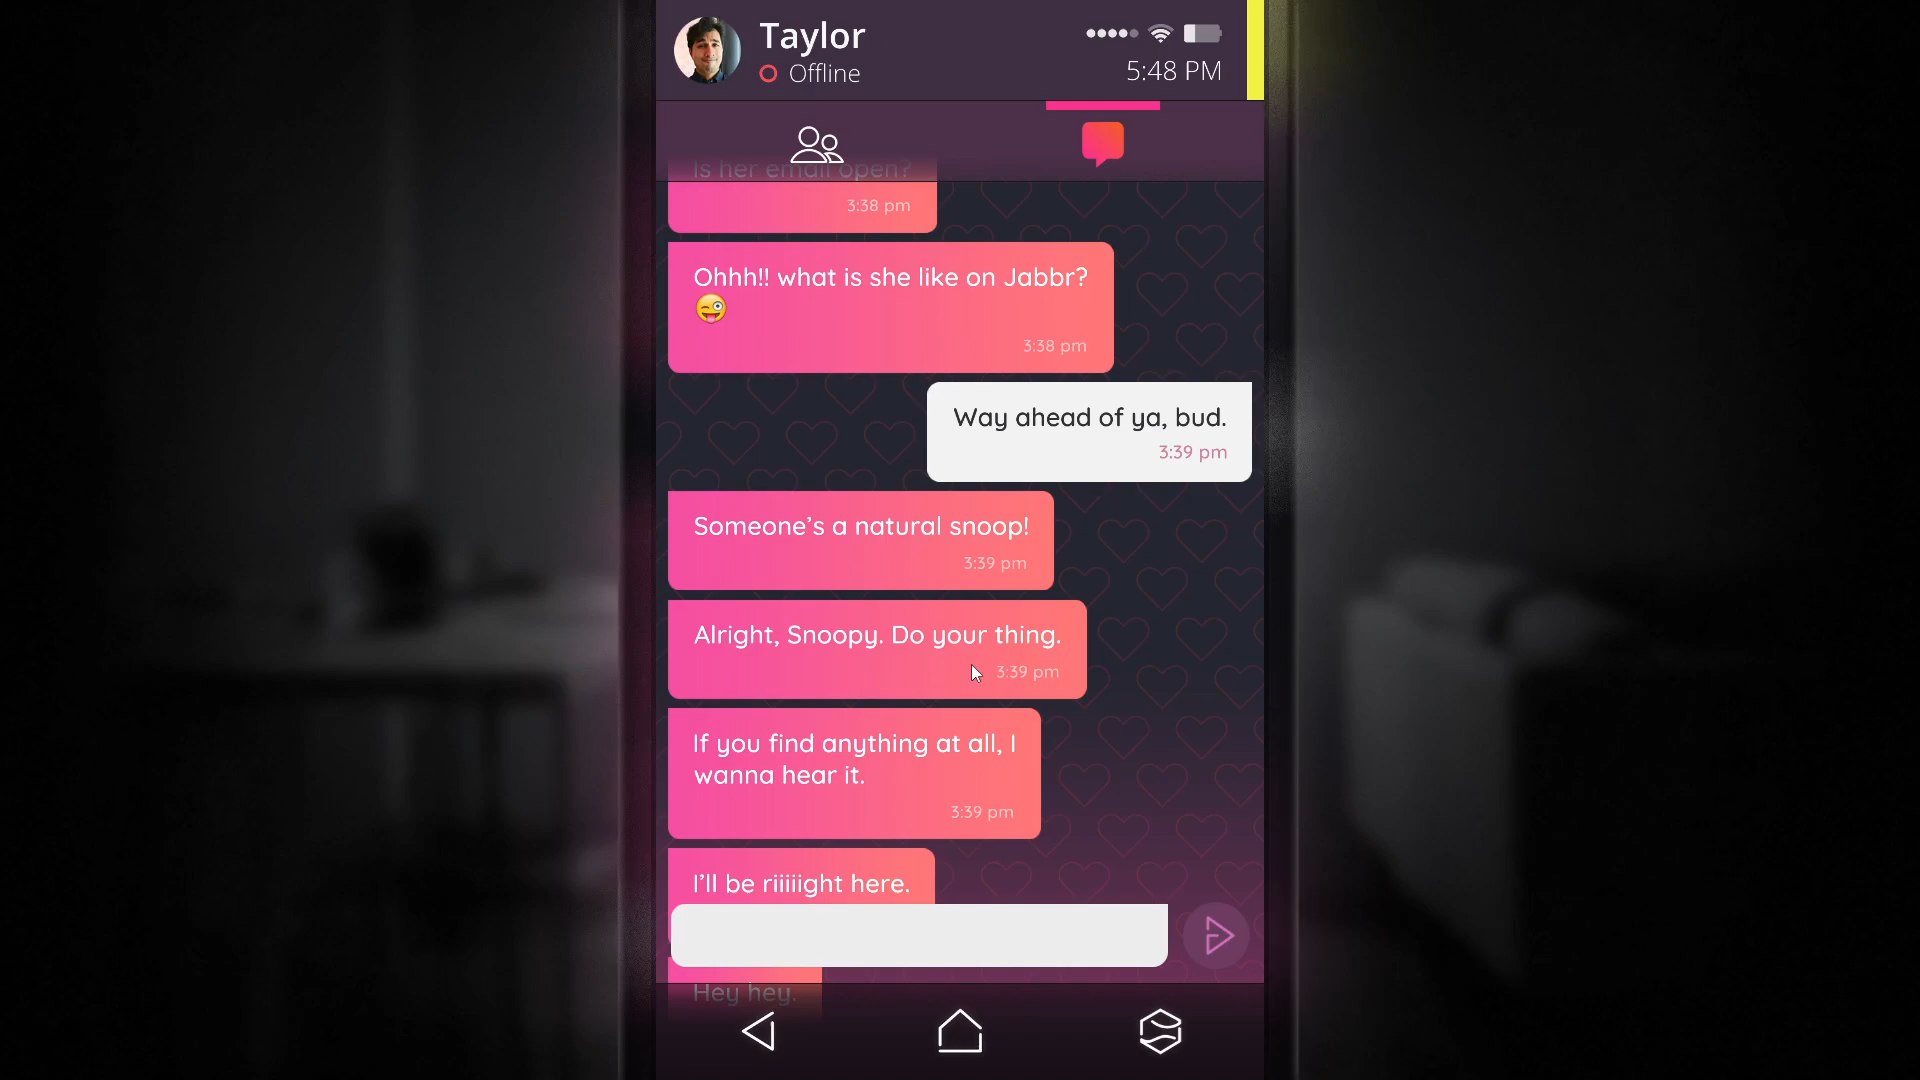 Taylor
Offline
5:48 PM
Is her email open?
3:38 pm
Ohhh!! what is she like on Jabbr?
😜
3:38 pm
Way ahead of ya, bud.
3:39 pm
Someone's a natural snoop!
3:39 pm
Alright, Snoopy. Do your thing.
3:39 pm
If you find anything at all, I
wanna hear it.
3:39 pm
I'll be riiiiight here.
Hey hey.